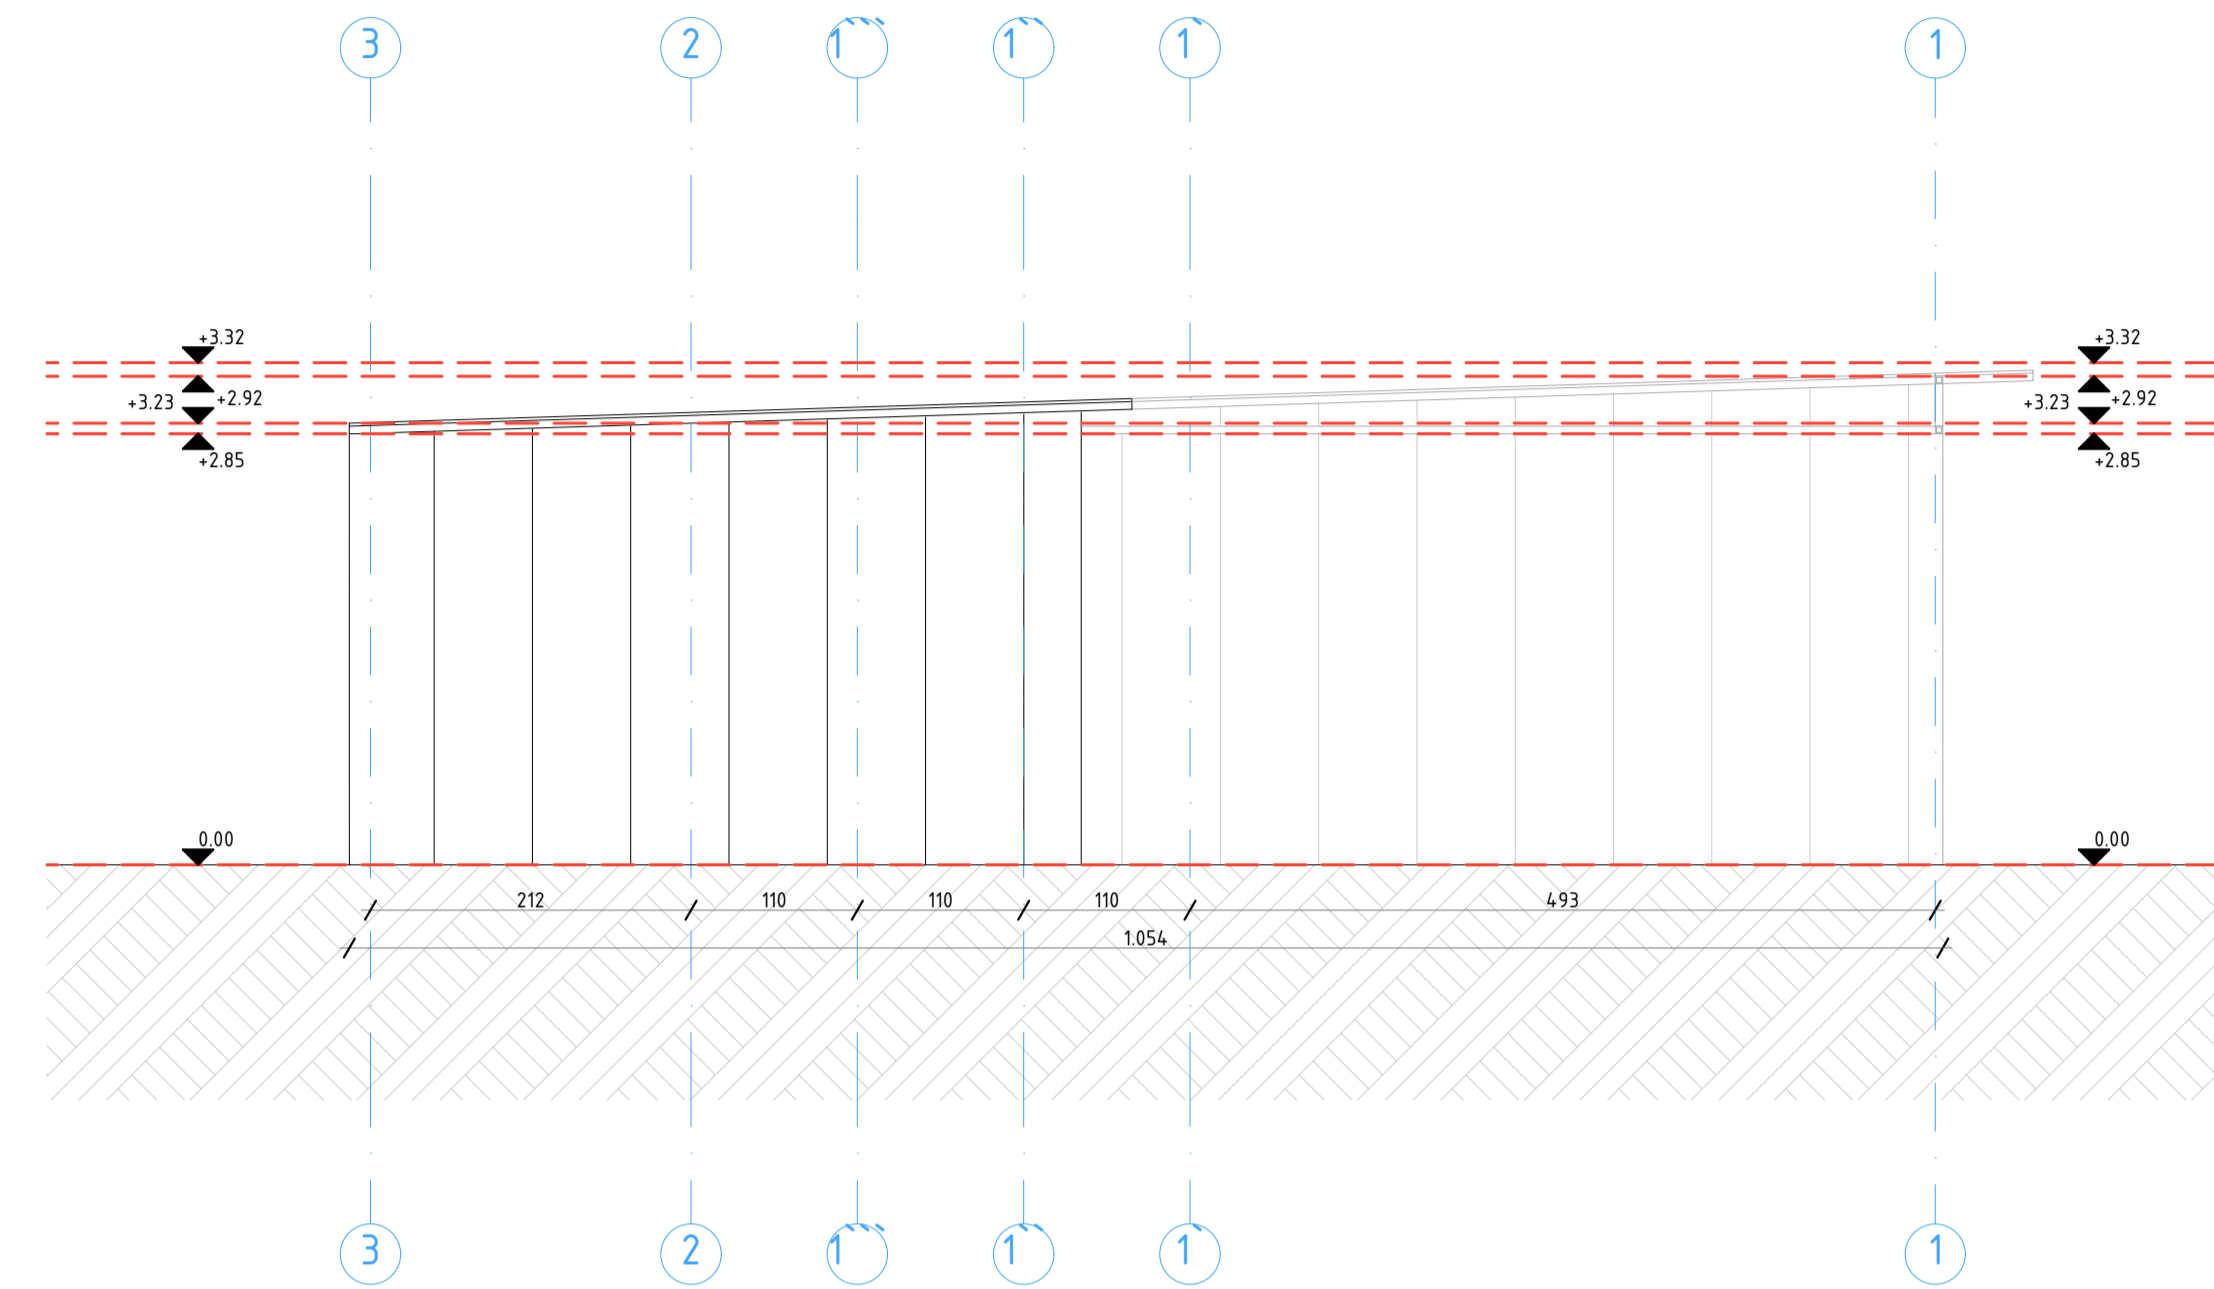 3 2 1``` 1`` 1` 1
+3.32 +3.32
+3.23 +2.92 +3.23 +2.92
+2.85 +2.85
0.00 0.00
212 110 110 110 493
1.054
3 2 1``` 1`` 1` 1